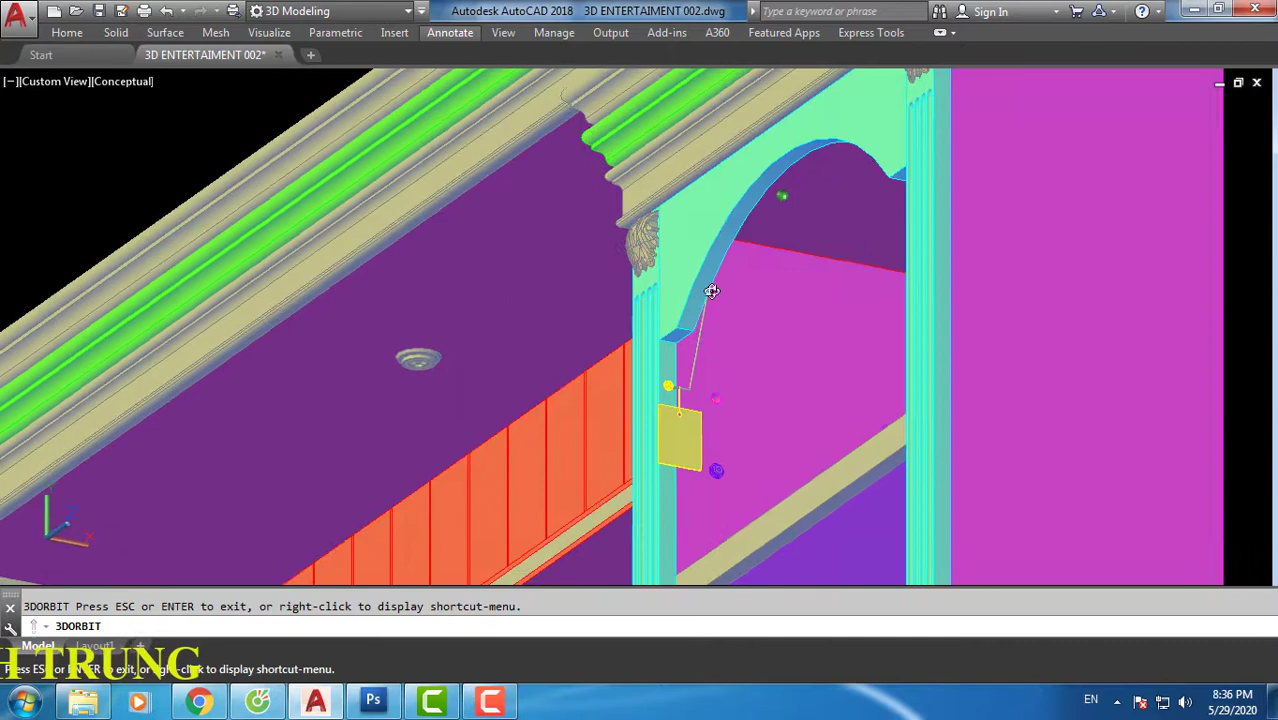 3D Modeling
Autodesk AutoCAD 2018 3D ENTERTAIMENT 002.dwg
Type a keyword or phrase
Sign In
Home Solid Surface Mesh Visualize Parametric Insert Annotate View Manage Output Add-ins A360 Featured Apps Express Tools
Start 3D ENTERTAIMENT 002*
[−][Custom View][Conceptual]
3DORBIT Press ESC or ENTER to exit, or right-click to display shortcut-menu.
3DORBIT
Model Layout1
H TRUNG
Press ESC or ENTER to exit, or right-click to display shortcut-menu.
EN
8:36 PM
5/29/2020